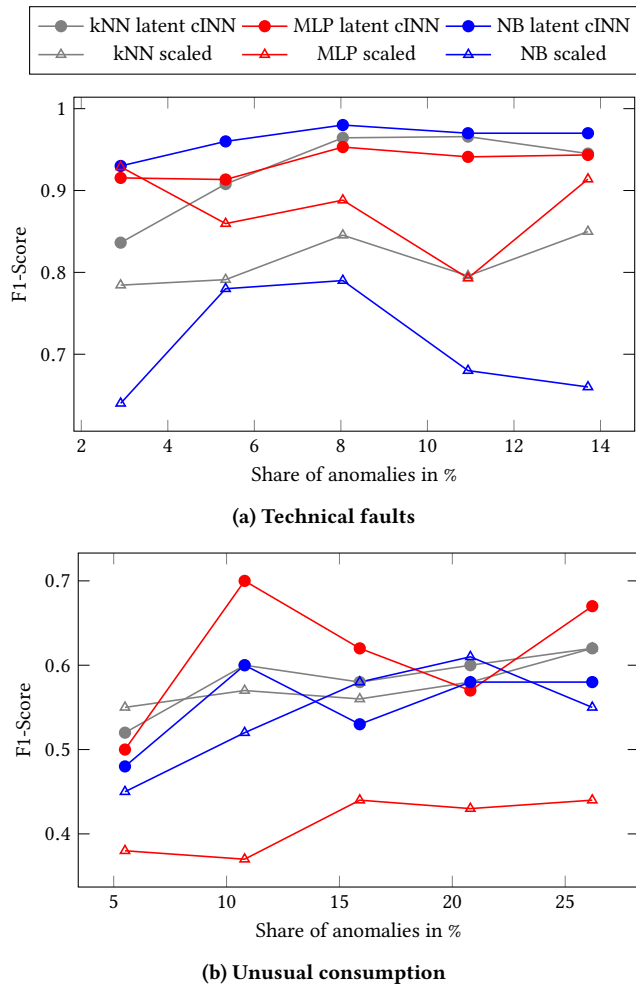 kNN latent cINN MLP latent cINN NB latent cINN
kNN scaled MLP scaled NB scaled
1
0.9
0.8
0.7
F1-Score
2 4 6 8 10 12 14
Share of anomalies in %
(a) Technical faults
0.7
0.6
0.5
0.4
F1-Score
5 10 15 20 25
Share of anomalies in %
(b) Unusual consumption